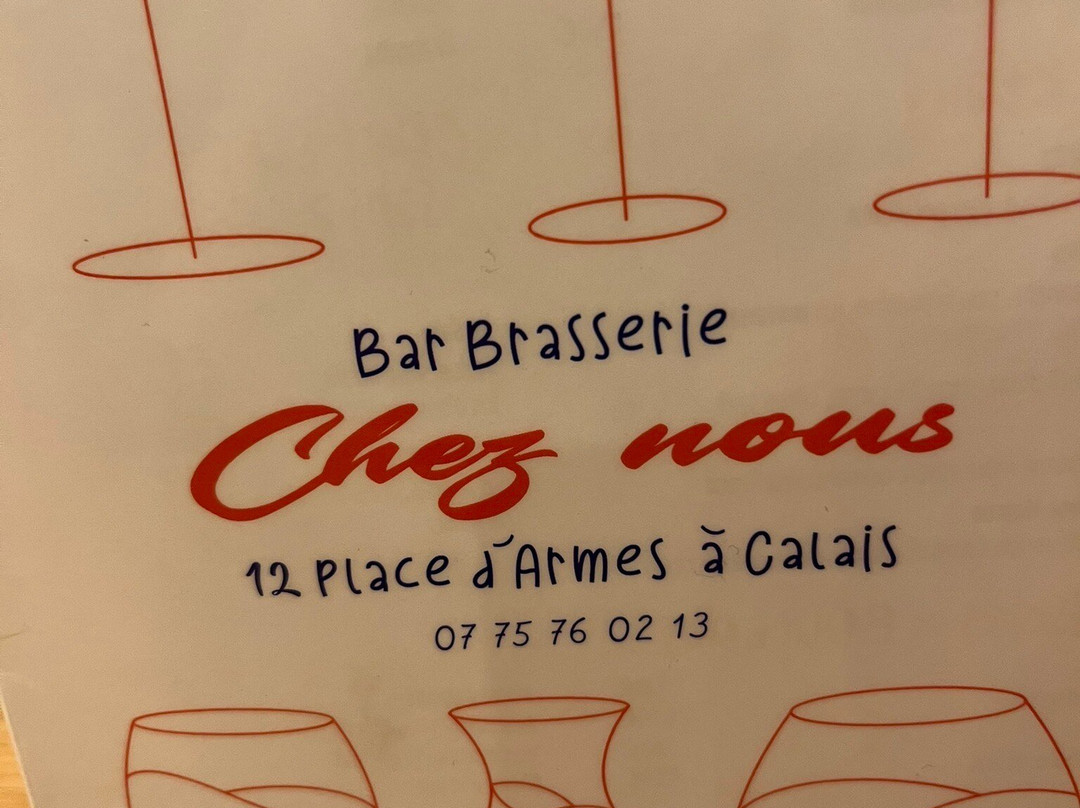 Bar Brasserie
Chez nous
12 Place d'Armes à Calais
07 75 76 02 13